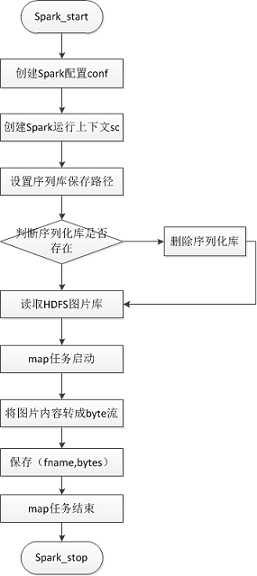 Spark_start
创建Spark配置conf
创建Spark运行上下文sc
设置序列库保存路径
判断序列化库是否
存在
删除序列化库
读取HDFS图片库
map任务启动
将图片内容转成byte流
保存（fname,bytes）
map任务结束
Spark_stop